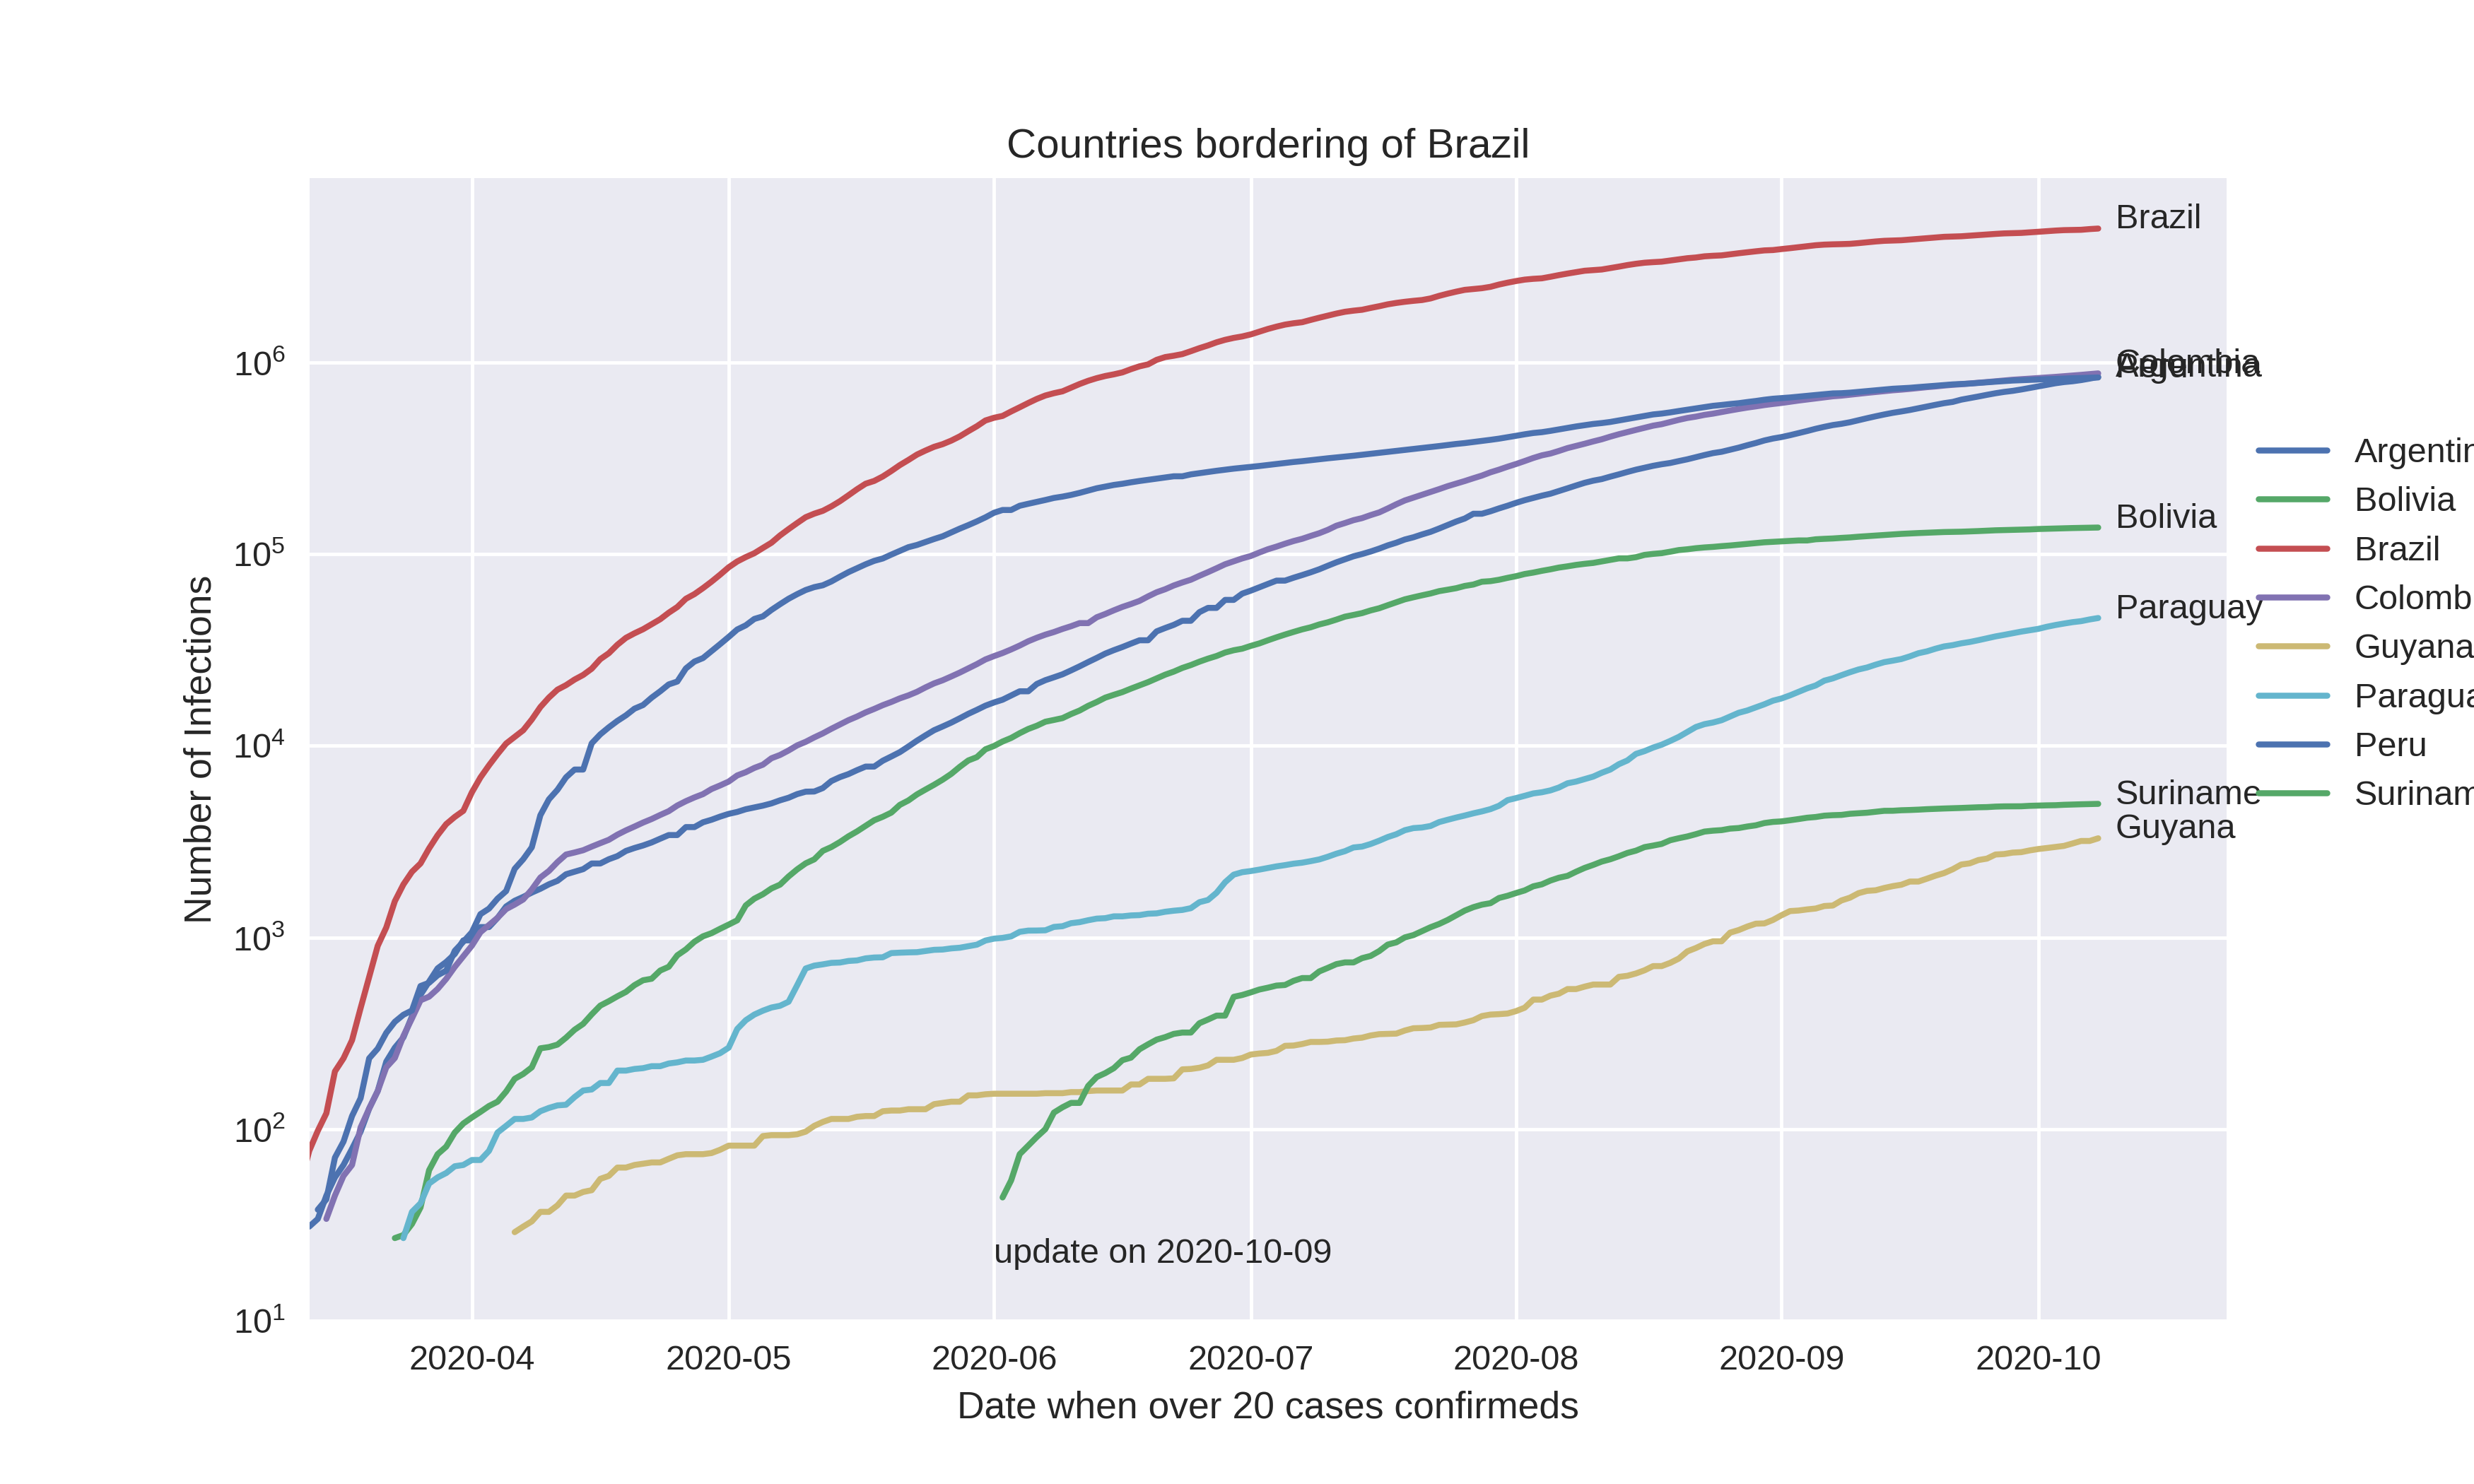 Countries bordering of Brazil
Brazil
Colombia
Argentina
Bolivia
Paraguay
Suriname
Guyana
Argentin
Bolivia
Brazil
Colomb
Guyana
Paragua
Peru
Surinam
10^6
10^5
10^4
10^3
10^2
10^1
Number of Infections
update on 2020-10-09
2020-04 2020-05 2020-06 2020-07 2020-08 2020-09 2020-10
Date when over 20 cases confirmeds